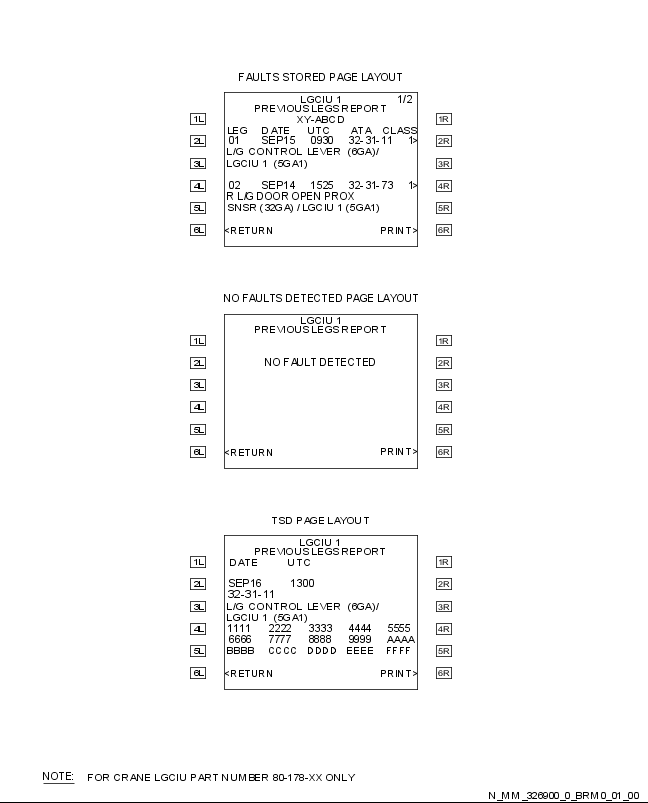 FAULTS STORED PAGE LAYOUT
LGCIU 1 1/2
PREVIOUS LEGS REPORT
1L XY-ABCD 1R
LEG DATE UTC ATA CLASS
2L 01 SEP15 0930 32-31-11 1> 2R
L/G CONTROL LEVER (6GA)/
3L LGCIU 1 (5GA1) 3R
4L 02 SEP14 1525 32-31-73 1> 4R
R L/G DOOR OPEN PROX
5L SNSR (32GA) / LGCIU 1 (5GA1) 5R
6L <RETURN PRINT> 6R
NO FAULTS DETECTED PAGE LAYOUT
LGCIU 1
PREVIOUS LEGS REPORT
1L 1R
2L NO FAULT DETECTED 2R
3L 3R
4L 4R
5L 5R
6L <RETURN PRINT> 6R
TSD PAGE LAYOUT
LGCIU 1
PREVIOUS LEGS REPORT
1L DATE UTC 1R
2L SEP16 1300 2R
32-31-11
3L L/G CONTROL LEVER (6GA)/ 3R
LGCIU 1 (5GA1)
4L 1111 2222 3333 4444 5555 4R
6666 7777 8888 9999 AAAA
5L BBBB CCCC DDDD EEEE FFFF 5R
6L <RETURN PRINT> 6R
NOTE: FOR CRANE LGCIU PART NUMBER 80-178-XX ONLY
N_MM_326900_0_BRM0_01_00